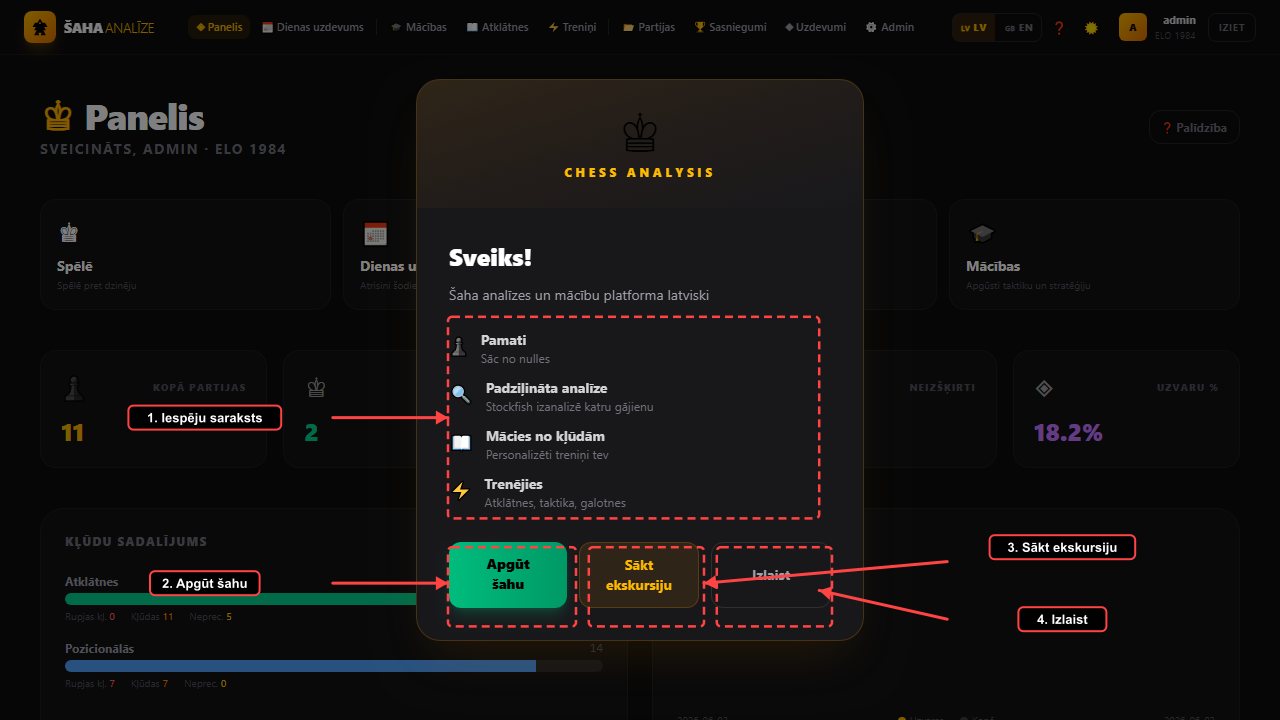 ŠAHA ANALĪZE
Panelis
Dienas uzdevums
Mācības
Atklātnes
Treniņi
Partijas
Sasniegumi
Uzdevumi
Admin
LV LV
GB EN
A
admin
ELO 1984
IZIET
Panelis
SVEICINĀTS, ADMIN · ELO 1984
Palīdzība
CHESS ANALYSIS
Spēlē
Spēlē pret dzinēju
Dienas u
Atrisini šodie
Mācības
Apgūsti taktiku un stratēģiju
Sveiks!
Šaha analīzes un mācību platforma latviski
Pamati
Sāc no nulles
Padziļināta analīze
Stockfish izanalizē katru gājienu
Mācies no kļūdām
Personalizēti treniņi tev
Trenējies
Atklātnes, taktika, galotnes
KOPĀ PARTIJAS
11
2
NEIZŠĶIRTI
UZVARU %
18.2%
1. Iespēju saraksts
KĻŪDU SADALĪJUMS
Apgūt
šahu
Sākt
ekskursiju
Izlaist
2. Apgūt šahu
3. Sākt ekskursiju
4. Izlaist
Atklātnes
Rupjas kļ. 0
Kļūdas 11
Neprec. 5
Pozicionālās
14
Rupjas kļ. 7
Kļūdas 7
Neprec. 0